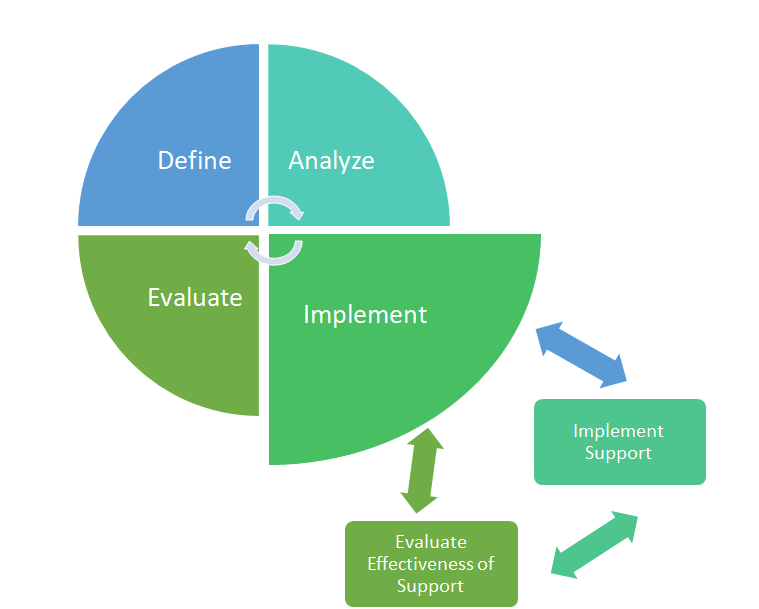 Define
Analyze
Evaluate
Implement
Implement
Support
Evaluate
Effectiveness of
Support